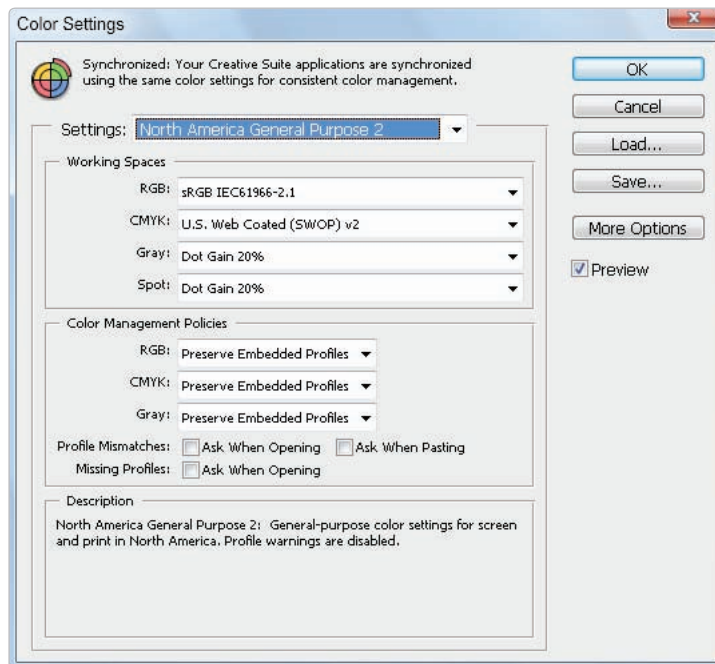 Color Settings
Synchronized: Your Creative Suite applications are synchronized
using the same color settings for consistent color management.
Settings: North America General Purpose 2
Working Spaces
RGB: sRGB IEC61966-2.1
CMYK: U.S. Web Coated (SWOP) v2
Gray: Dot Gain 20%
Spot: Dot Gain 20%
Color Management Policies
RGB: Preserve Embedded Profiles
CMYK: Preserve Embedded Profiles
Gray: Preserve Embedded Profiles
Profile Mismatches: Ask When Opening Ask When Pasting
Missing Profiles: Ask When Opening
Description
North America General Purpose 2: General-purpose color settings for screen
and print in North America. Profile warnings are disabled.
OK
Cancel
Load...
Save...
More Options
Preview